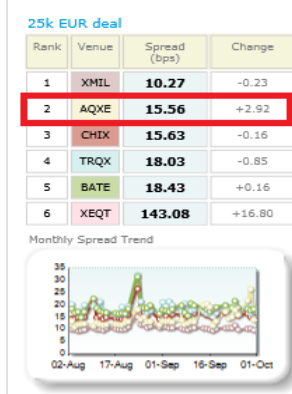 25k EUR deal
Rank Venue Spread (bps) Change
1 XMIL 10.27 -0.23
2 AQXE 15.56 +2.92
3 CHIX 15.63 -0.16
4 TRQX 18.03 -0.85
5 BATE 18.43 +0.16
6 XEQT 143.08 +16.80
Monthly Spread Trend
35
30
25
20
15
10
5
0
02-Aug 17-Aug 01-Sep 16-Sep 01-Oct